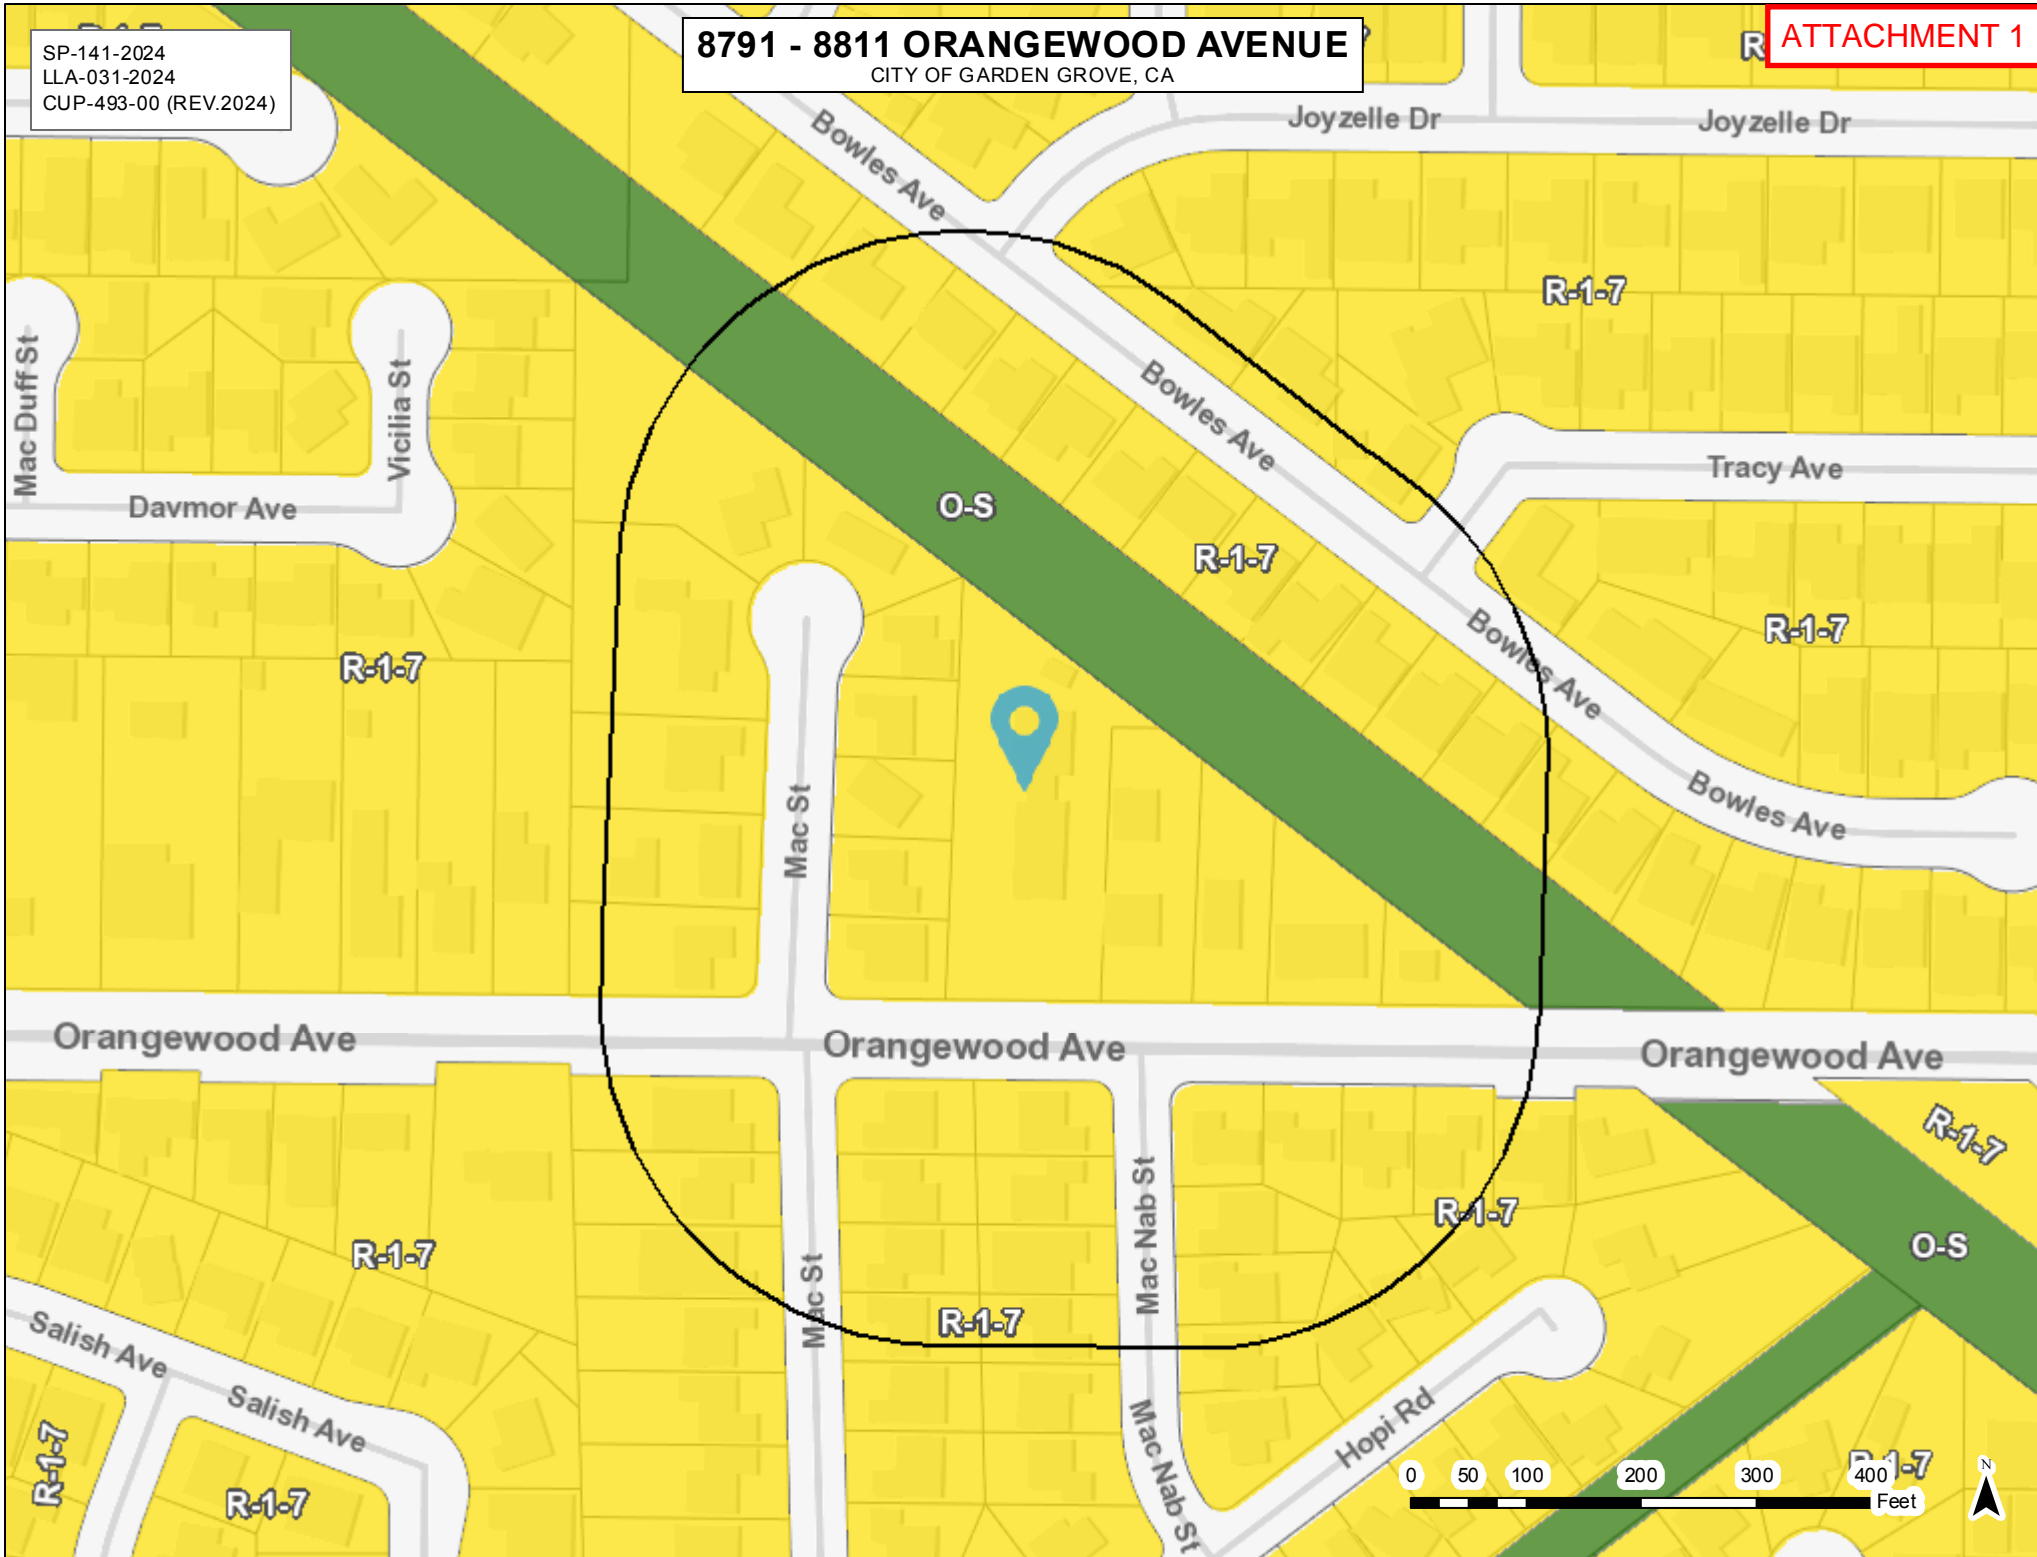 SP-141-2024
LLA-031-2024
CUP-493-00 (REV.2024)
8791 - 8811 ORANGEWOOD AVENUE
CITY OF GARDEN GROVE, CA
ATTACHMENT 1
Joyzelle Dr
Joyzelle Dr
Bowles Ave
R-1-7
Mac Duff St
Vicilia St
Davmor Ave
Bowles Ave
Tracy Ave
O-S
R-1-7
R-1-7
R-1-7
Bowles Ave
Bowles Ave
Mac St
Orangewood Ave
Orangewood Ave
Orangewood Ave
R-1-7
R-1-7
R-1-7
O-S
Mac Nab St
Mac St
R-1-7
Salish Ave
Salish Ave
R-1-7
R-1-7
Mac Nab St
Hopi Rd
0 50 100 200 300 400
Feet
N